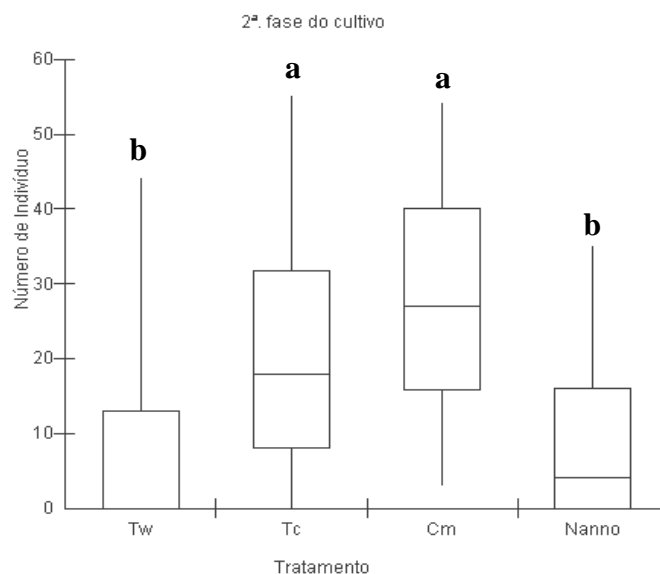 2ª. fase do cultivo
60
a
a
50
b
40
b
30
20
10
0
Número de Indivíduo
Tw Tc Cm Nanno
Tratamento